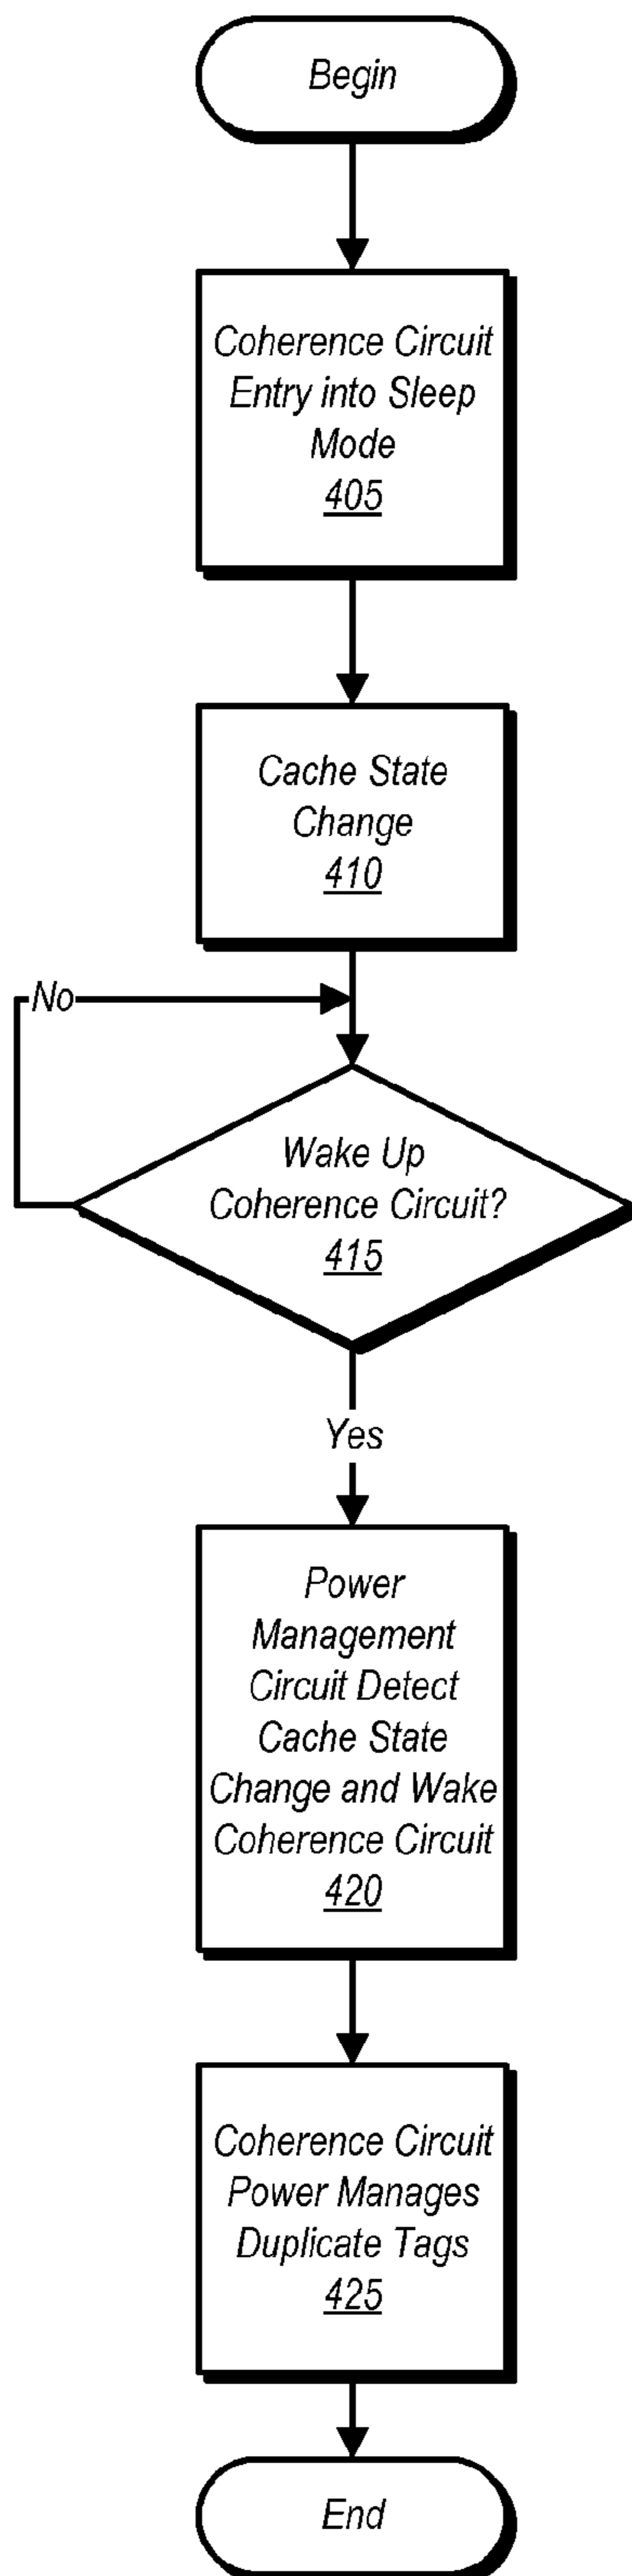 Begin
Coherence Circuit
Entry into Sleep
Mode
405
Cache State
Change
410
No
Wake Up
Coherence Circuit?
415
Yes
Power
Management
Circuit Detect
Cache State
Change and Wake
Coherence Circuit
420
Coherence Circuit
Power Manages
Duplicate Tags
425
End